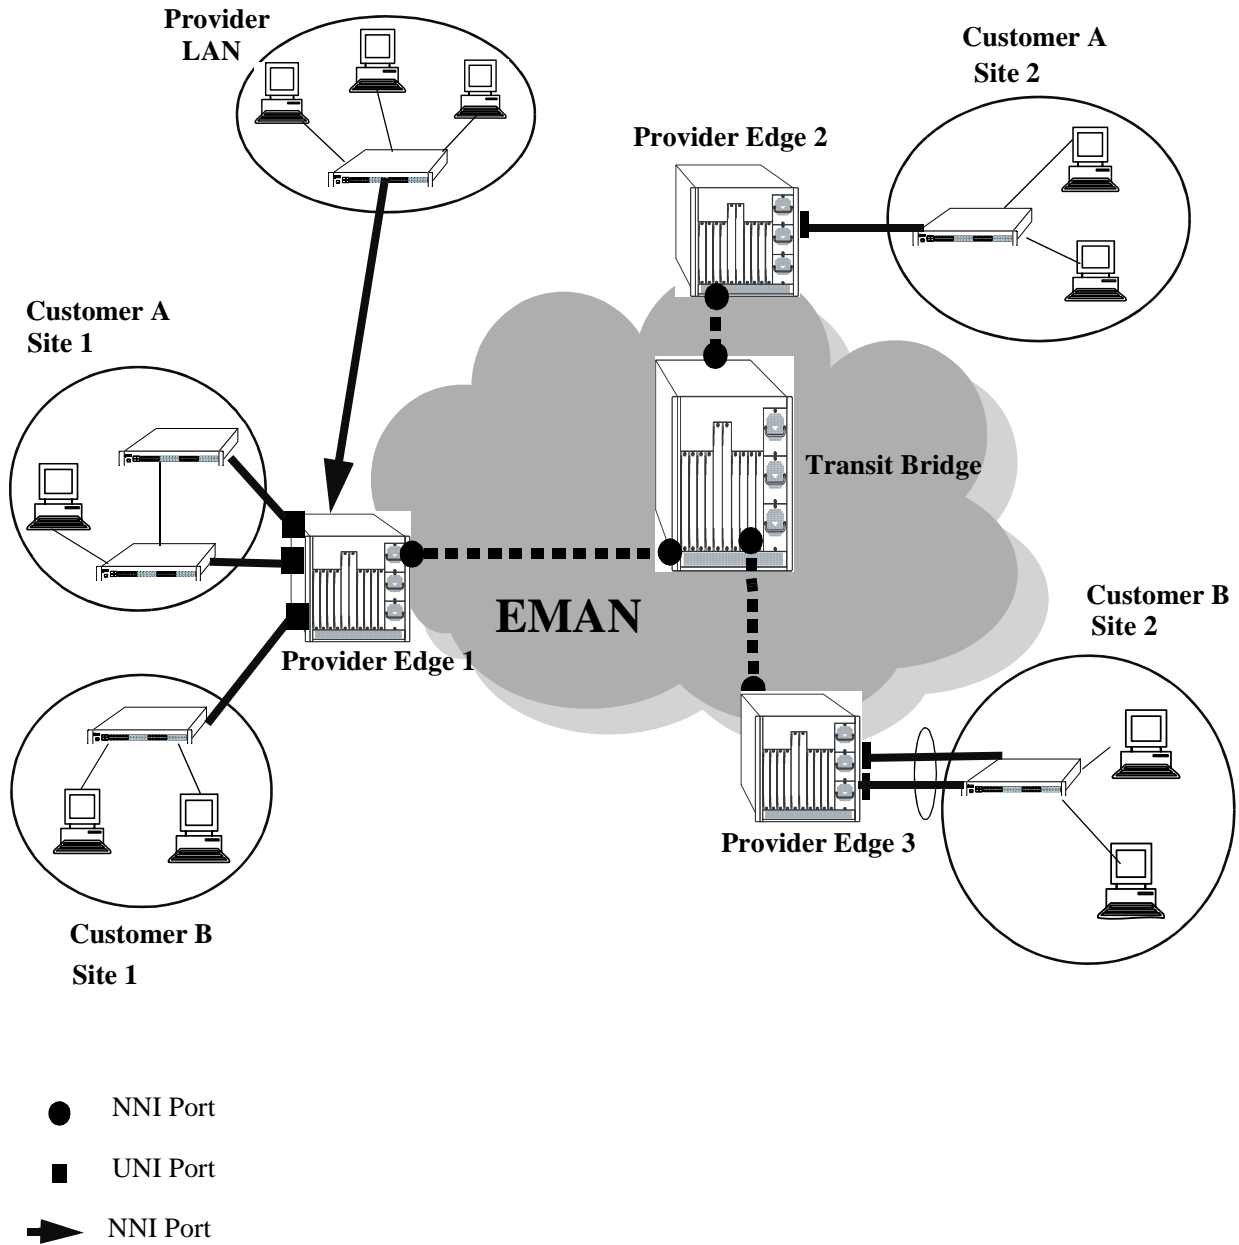 Provider
LAN
Customer A
Site 2
Provider Edge 2
Customer A
Site 1
Transit Bridge
EMAN
Customer B
Site 2
Provider Edge 1
Provider Edge 3
Customer B
Site 1
NNI Port
UNI Port
NNI Port